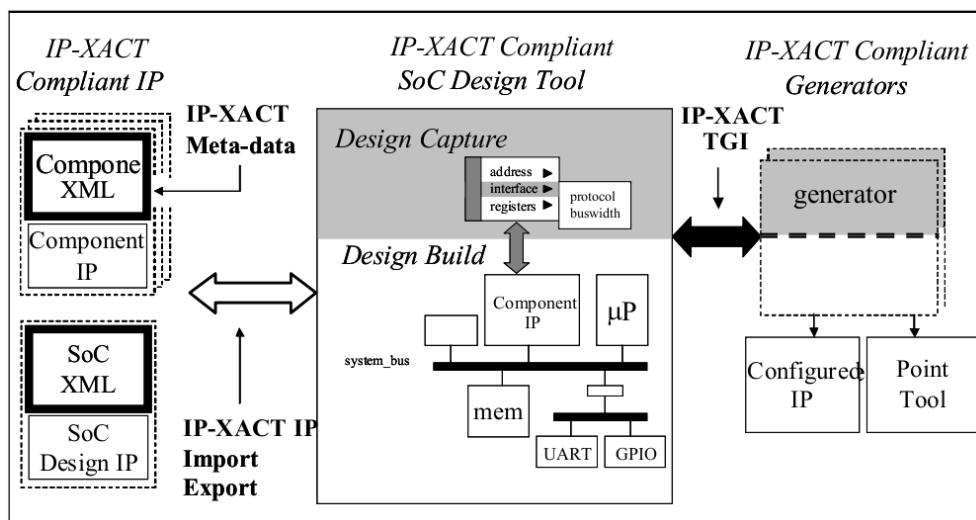 IP-XACT
Compliant IP
IP-XACT
Meta-data
Compone
XML
Component
IP
SoC
XML
SoC
Design IP
IP-XACT IP
Import
Export
IP-XACT Compliant
SoC Design Tool
Design Capture
address
interface
registers
protocol
buswidth
Design Build
Component
IP
µP
system_bus
mem
UART
GPIO
IP-XACT
TGI
IP-XACT Compliant
Generators
generator
Configured
IP
Point
Tool